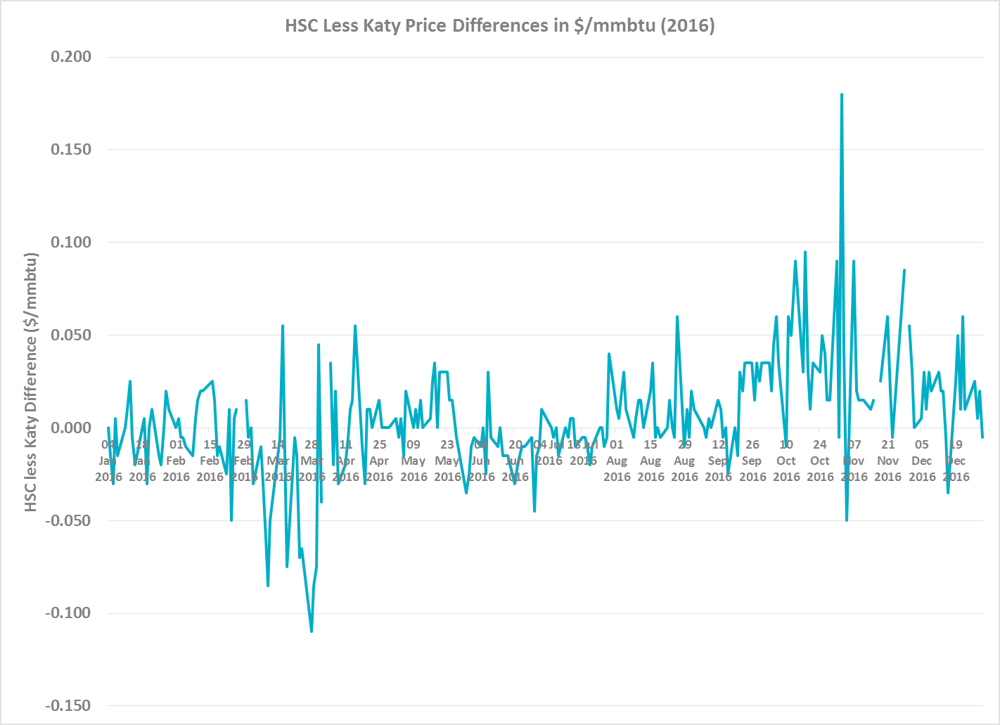 HSC Less Katy Price Differences in $/mmbtu (2016)
HSC less Katy Difference ($/mmbtu)
0.200
0.150
0.100
0.050
0.000
-0.050
-0.100
-0.150
04 18 01 15 29 14 28 11 25 09 23 06 20 04 Jul 18 Jul 01 15 29 12 26 10 24 07 21 05 19
Jan Jan Feb Feb Feb Mar Mar Apr Apr May May Jun Jun 2016 2016 Aug Aug Aug Sep Sep Oct Oct Nov Nov Dec Dec
2016 2016 2016 2016 2016 2016 2016 2016 2016 2016 2016 2016 2016 2016 2016 2016 2016 2016 2016 2016 2016 2016 2016 2016